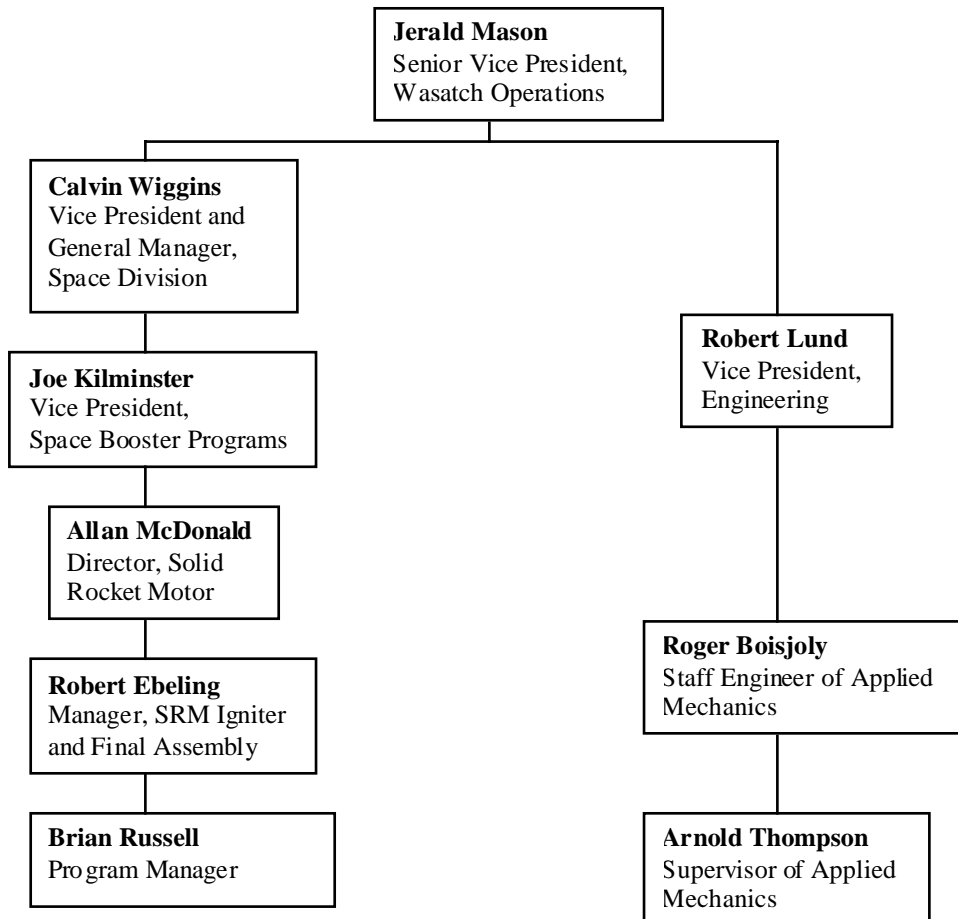 Jerald Mason
Senior Vice President,
Wasatch Operations
Calvin Wiggins
Vice President and
General Manager,
Space Division
Joe Kilminster
Vice President,
Space Booster Programs
Allan McDonald
Director, Solid
Rocket Motor
Robert Ebeling
Manager, SRM Igniter
and Final Assembly
Brian Russell
Program Manager
Robert Lund
Vice President,
Engineering
Roger Boisjoly
Staff Engineer of Applied
Mechanics
Arnold Thompson
Supervisor of Applied
Mechanics